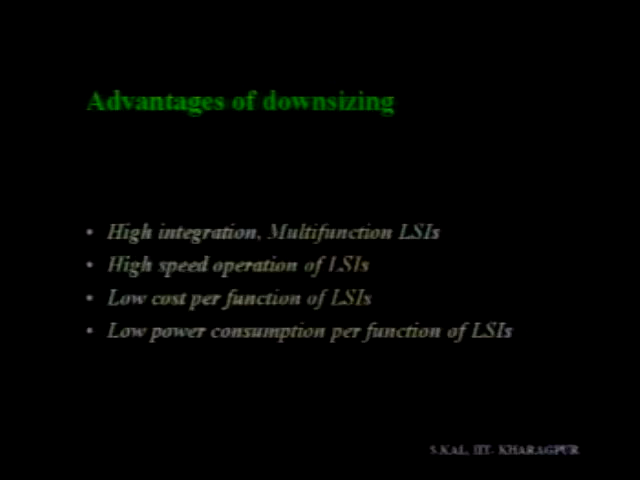 Advantages of downsizing
• High integration, Multifunction LSIs
• High speed operation of LSIs
• Low cost per function of LSIs
• Low power consumption per function of LSIs
S.KAL, IIT- KHARAGPUR